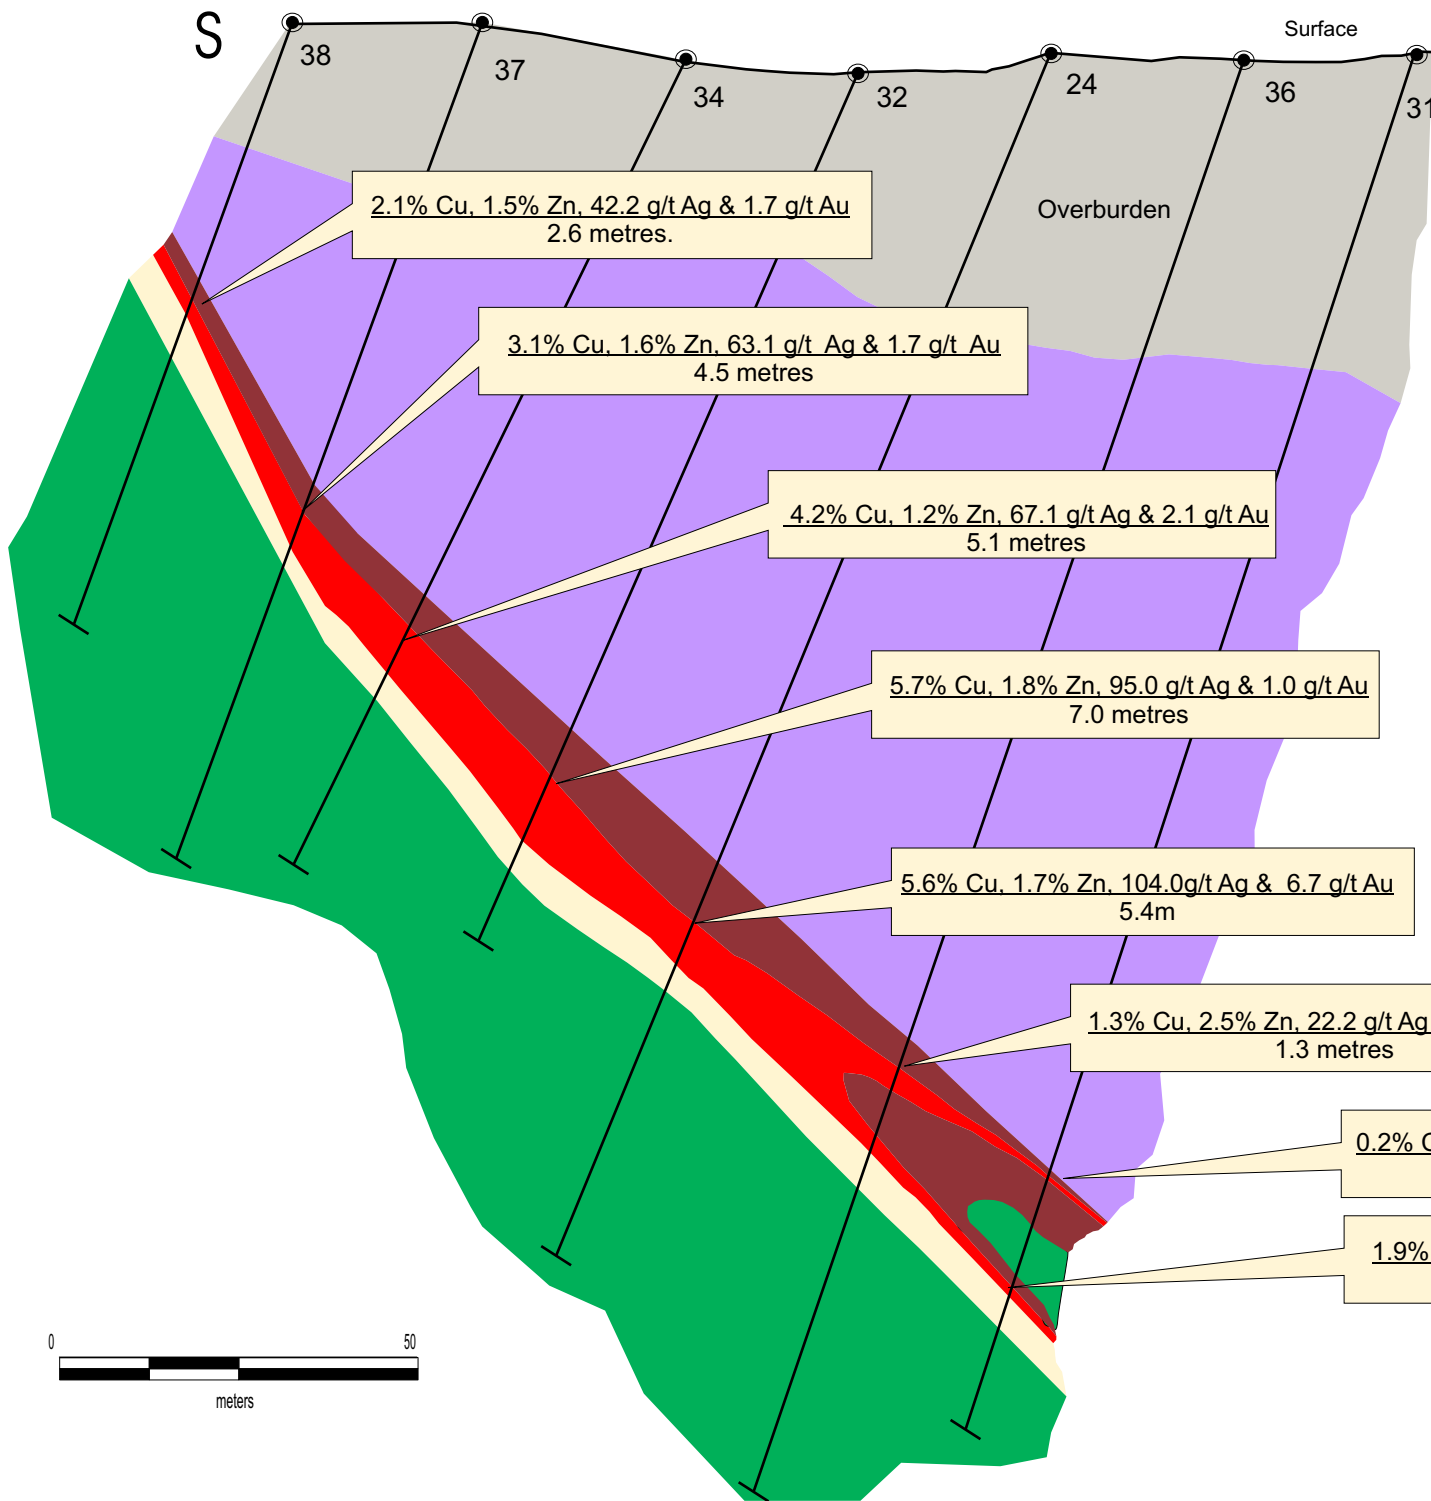 S
Surface
38
37
34
32
24
36
31
Overburden
2.1% Cu, 1.5% Zn, 42.2 g/t Ag & 1.7 g/t Au
2.6 metres.
3.1% Cu, 1.6% Zn, 63.1 g/t Ag & 1.7 g/t Au
4.5 metres
4.2% Cu, 1.2% Zn, 67.1 g/t Ag & 2.1 g/t Au
5.1 metres
5.7% Cu, 1.8% Zn, 95.0 g/t Ag & 1.0 g/t Au
7.0 metres
5.6% Cu, 1.7% Zn, 104.0g/t Ag & 6.7 g/t Au
5.4m
1.3% Cu, 2.5% Zn, 22.2 g/t Ag
1.3 metres
0.2%
1.9%
0 50
meters